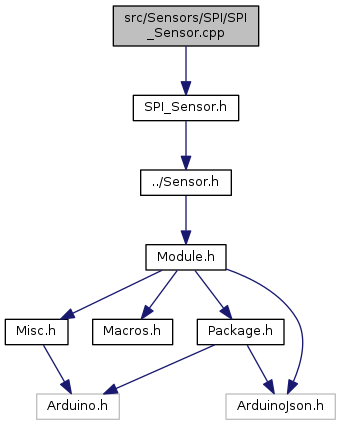 src/Sensors/SPI/SPI
_Sensor.cpp
SPI_Sensor.h
../Sensor.h
Module.h
Misc.h
Macros.h
Package.h
Arduino.h
ArduinoJson.h